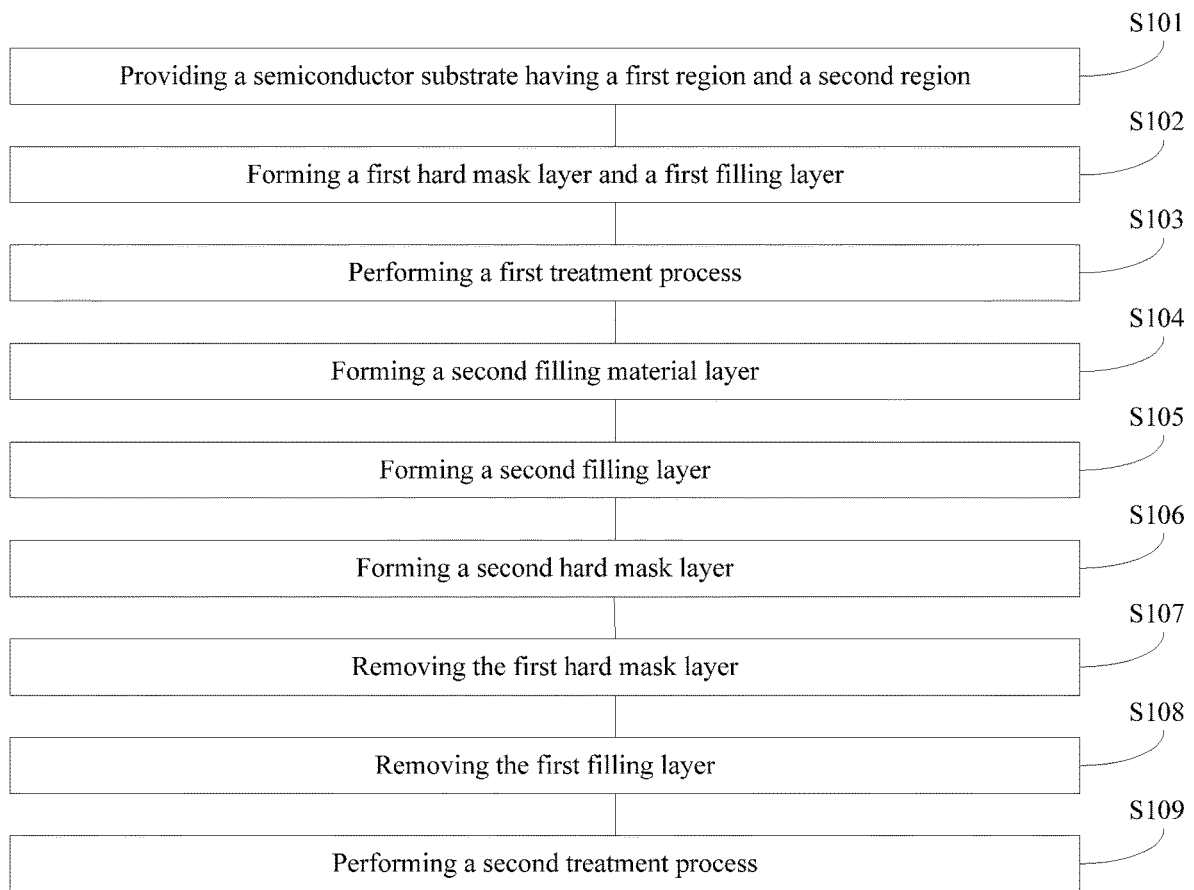 S101
Providing a semiconductor substrate having a first region and a second region
S102
Forming a first hard mask layer and a first filling layer
S103
Performing a first treatment process
S104
Forming a second filling material layer
S105
Forming a second filling layer
S106
Forming a second hard mask layer
S107
Removing the first hard mask layer
S108
Removing the first filling layer
S109
Performing a second treatment process